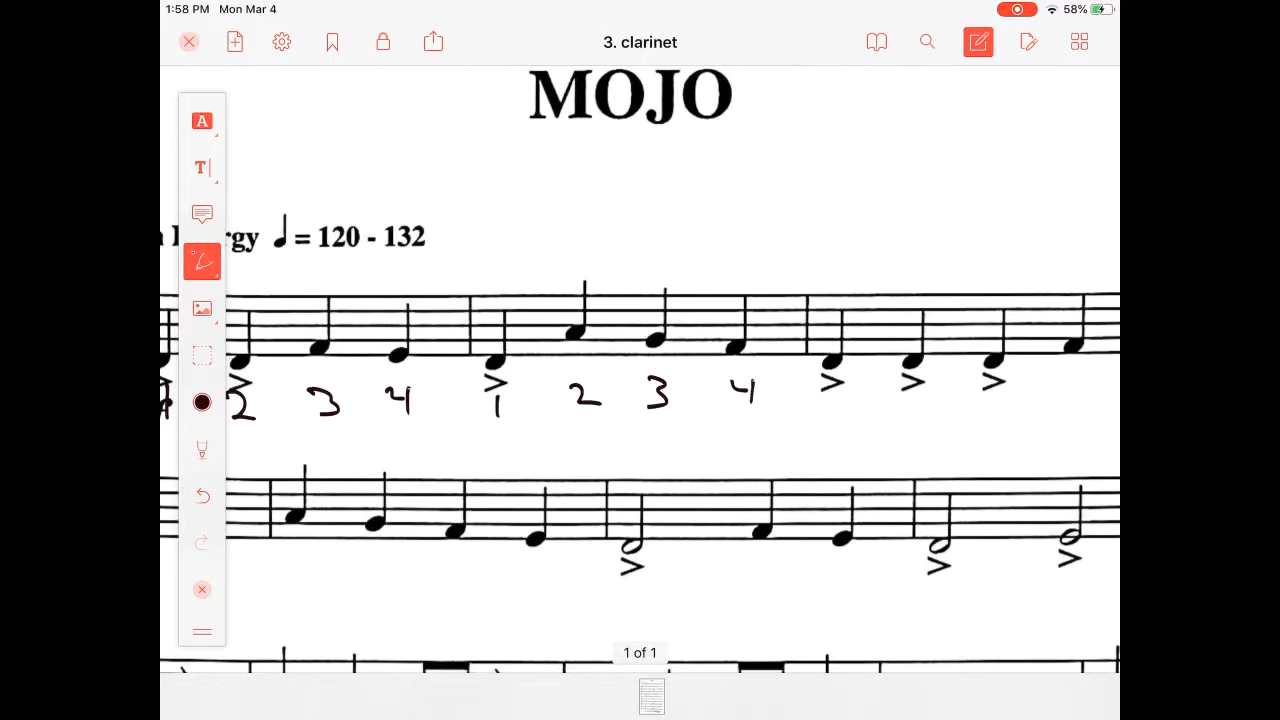 1:58 PM Mon Mar 4 58%
3. clarinet
MOJO
rgy ♩ = 120 - 132
2 3 4 1 2 3 4
A
T
1 of 1